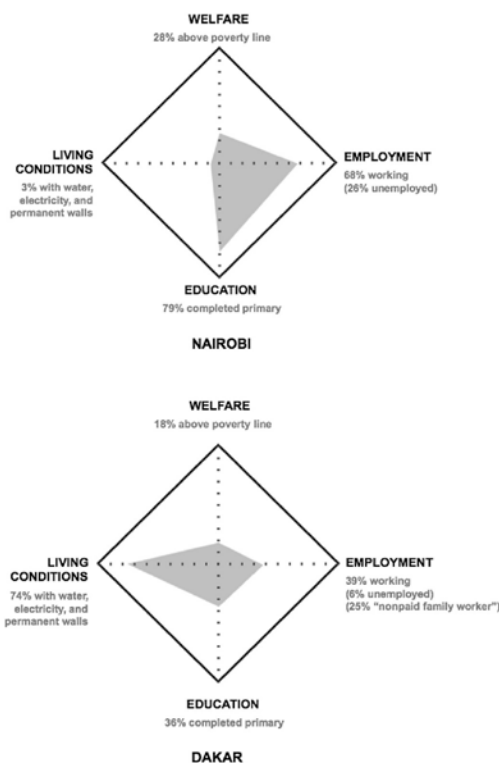 WELFARE
28% above poverty line
LIVING
CONDITIONS
3% with water,
electricity, and
permanent walls
EMPLOYMENT
68% working
(26% unemployed)
EDUCATION
79% completed primary
NAIROBI
WELFARE
18% above poverty line
LIVING
CONDITIONS
74% with water,
electricity, and
permanent walls
EMPLOYMENT
39% working
(6% unemployed)
(25% "nonpaid family worker")
EDUCATION
36% completed primary
DAKAR